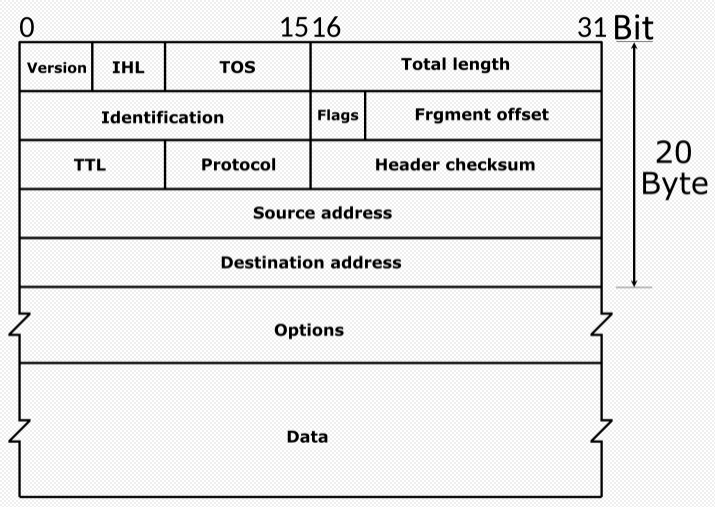 0 15 16 31 Bit
Version IHL TOS Total length
Identification Flags Frgment offset
TTL Protocol Header checksum
20
Byte
Source address
Destination address
Options
Data